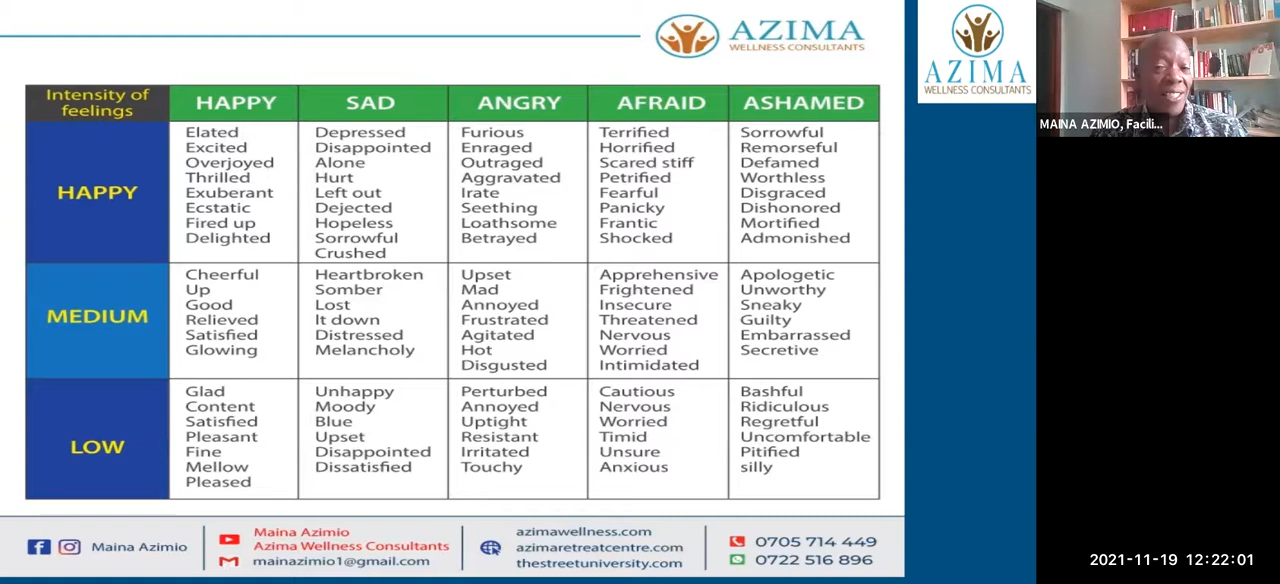 AZIMA
WELLNESS CONSULTANTS
AZIMA
WELLNESS CONSULTANTS
MAINA AZIMIO, Facili...
Intensity of
feelings
HAPPY
SAD
ANGRY
AFRAID
ASHAMED
HAPPY
Elated
Excited
Overjoyed
Thrilled
Exuberant
Ecstatic
Fired up
Delighted
Depressed
Disappointed
Alone
Hurt
Left out
Dejected
Hopeless
Sorrowful
Crushed
Furious
Enraged
Outraged
Aggravated
Irate
Seething
Loathsome
Betrayed
Terrified
Horrified
Scared stiff
Petrified
Fearful
Panicky
Frantic
Shocked
Sorrowful
Remorseful
Defamed
Worthless
Disgraced
Dishonored
Mortified
Admonished
MEDIUM
Cheerful
Up
Good
Relieved
Satisfied
Glowing
Heartbroken
Somber
Lost
It down
Distressed
Melancholy
Upset
Mad
Annoyed
Frustrated
Agitated
Hot
Disgusted
Apprehensive
Frightened
Insecure
Threatened
Nervous
Worried
Intimidated
Apologetic
Unworthy
Sneaky
Guilty
Embarrassed
Secretive
LOW
Glad
Content
Satisfied
Pleasant
Fine
Mellow
Pleased
Unhappy
Moody
Blue
Upset
Disappointed
Dissatisfied
Perturbed
Annoyed
Uptight
Resistant
Irritated
Touchy
Cautious
Nervous
Worried
Timid
Unsure
Anxious
Bashful
Ridiculous
Regretful
Uncomfortable
Pitified
silly
Maina Azimio
Maina Azimio
Azima Wellness Consultants
mainazimio1@gmail.com
azimawellness.com
azimaretreatcentre.com
thestreetuniversity.com
0705 714 449
0722 516 896
2021-11-19 12:22:01